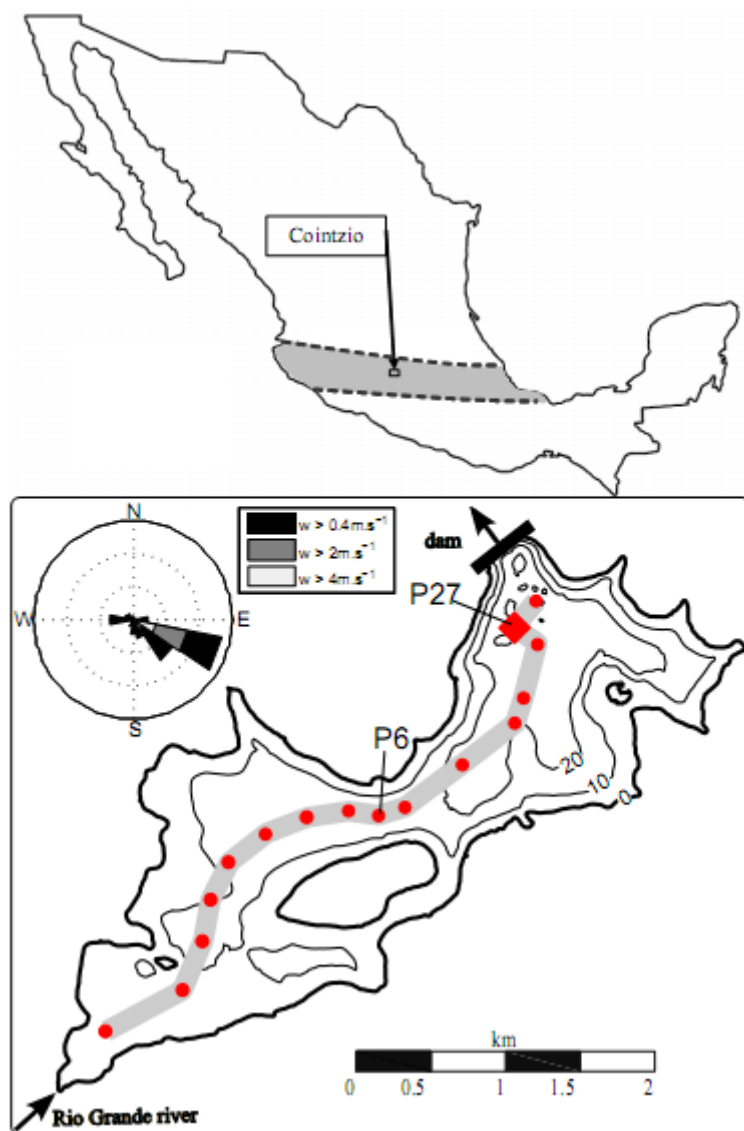 Cointzio
N
W
E
S
w > 0.4m.s⁻¹
w > 2m.s⁻¹
w > 4m.s⁻¹
dam
P27
P6
20
10
0
km
0 0.5 1 1.5 2
Rio Grande river